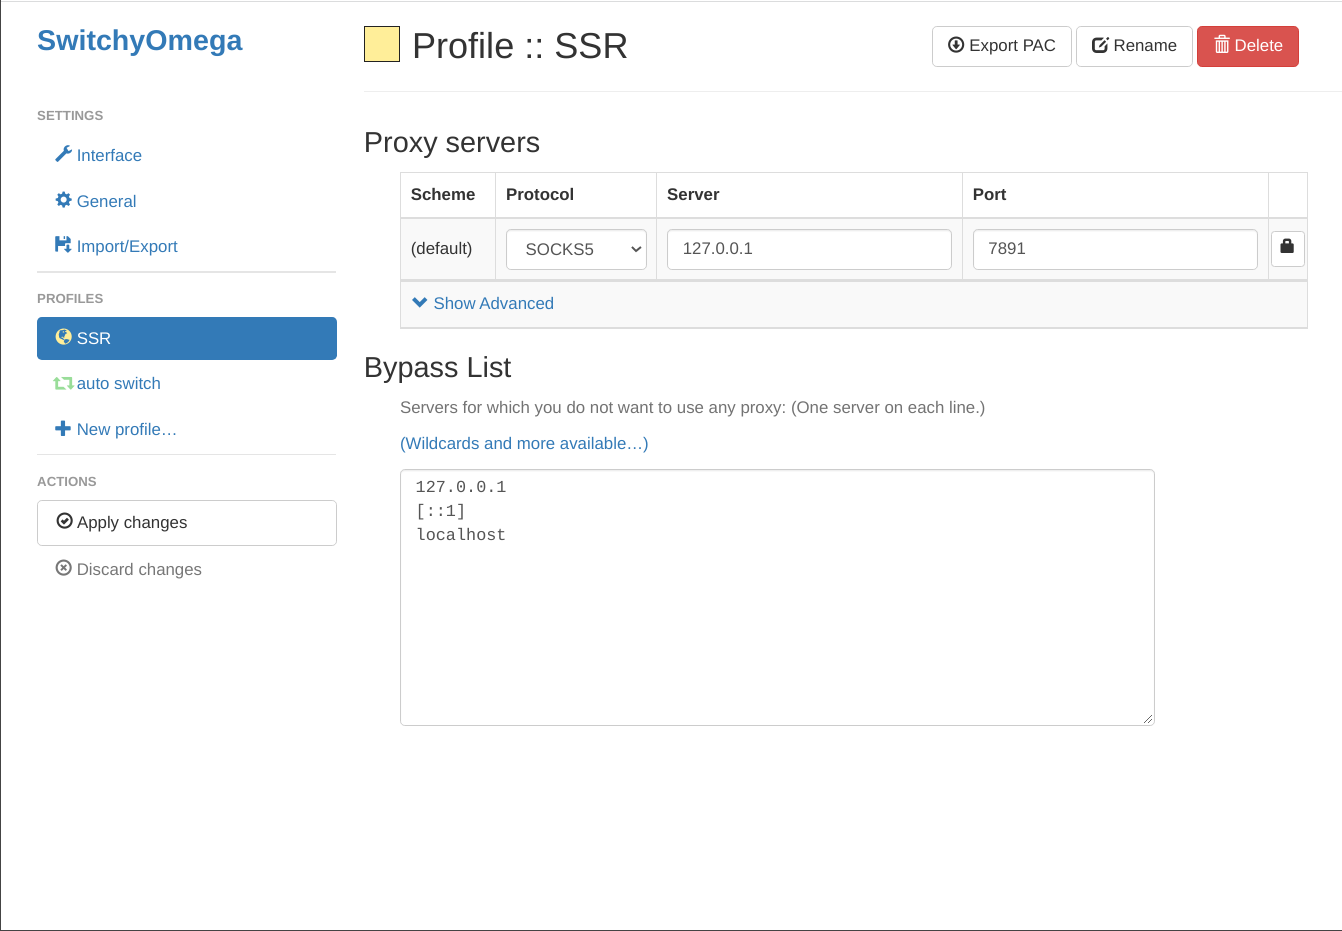 SwitchyOmega
SETTINGS
Interface
General
Import/Export
PROFILES
SSR
auto switch
New profile…
ACTIONS
Apply changes
Discard changes
Profile :: SSR
Export PAC
Rename
Delete
Proxy servers
Scheme Protocol Server Port
(default) SOCKS5 127.0.0.1 7891
Show Advanced
Bypass List
Servers for which you do not want to use any proxy: (One server on each line.)
(Wildcards and more available…)
127.0.0.1
[::1]
localhost